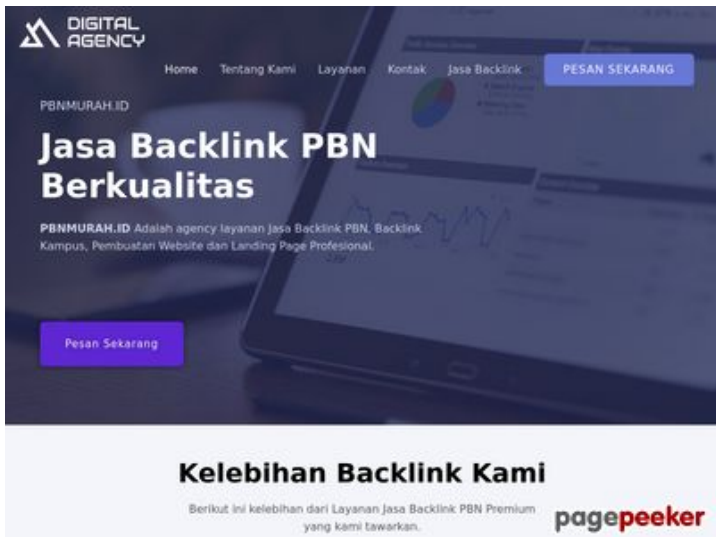 DIGITAL
AGENCY
Home Tentang Kami Layanan Kontak Jasa Backlink PESAN SEKARANG
PBNMURAH.ID
Jasa Backlink PBN
Berkualitas
PBNMURAH.ID Adalah agency layanan Jasa Backlink PBN, Backlink
Kampus, Pembuatan Website dan Landing Page Profesional.
Pesan Sekarang
Kelebihan Backlink Kami
Berikut ini kelebihan dari Layanan Jasa Backlink PBN Premium
yang kami tawarkan.
pagepeeker